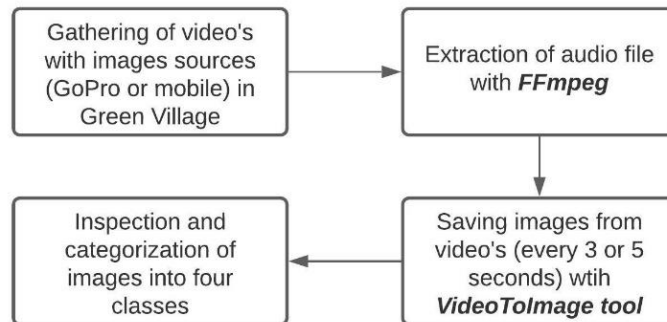 Gathering of video's
with images sources
(GoPro or mobile) in
Green Village
Extraction of audio file
with FFmpeg
Saving images from
video's (every 3 or 5
seconds) wtih
VideoToImage tool
Inspection and
categorization of
images into four
classes